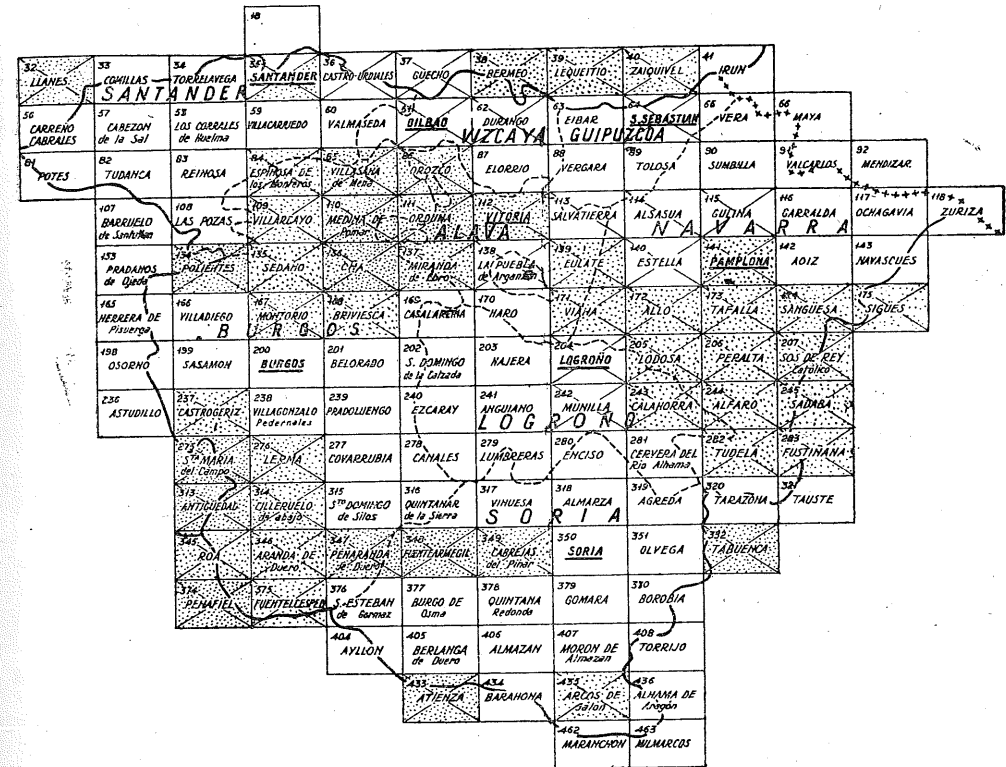 18
32 33 34 35 36 37 38 39 40 41
LLANES COMILLAS TORRELAVEGA SANTANDER CASTRO-URDIALES GUECHO BERMEO LEQUEITIO ZAIQUIVEL IRUN
SANTANDER
56 57 58 59 60 61 62 63 64 65 66
CARREÑO CABRALES
CABEZON de la Sal
LOS CORRALES de Huelma
VILLACARRIEDO VALMASEDA BILBAO DURANGO EIBAR S.SEBASTIAN VERA MAYA
VIZCAYA GUIPUZCOA
81 82 83 84 85 86 87 88 89 90 91 92
POTES TUDANCA REINOSA
ESPINOSA de los Monteros
VILLASANA de Mena
OROZCO ELORRIO VERGARA TOLOSA SUMBILLA VALCARLOS MENDIZAR
107 108 109 110 111 112 113 114 115 116 117 118
BARRUELO de Santullan
LAS POZAS VILLARCAYO
MEDINA DE Pomar
ORDUÑA VITORIA SALVATIERRA ALSASUA GULINA GARRALDA OCHAGAVIA ZURIZA
ALAVA NAVARRA
133 134 135 136 137 138 139 140 141 142 143
PRADANOS de Ojeda
POLIENTES SEDANO OÑA
MIRANDA de Ebro
LA PUEBLA de Arganzon
EULATE ESTELLA PAMPLONA AOIZ NAVASCUES
165 166 167 168 169 170 171 172 173 174 175
HERRERA DE Pisuerga
VILLADIEGO MONTORIO BRIVIESCA CASALAREINA HARO VIANA ALLO TAFALLA SANGUESA SIGUES
BURGOS
198 199 200 201 202 203 204 205 206 207
OSORNO SASAMON BURGOS BELORADO
S. DOMINGO de la Calzada
NAJERA LOGROÑO LODOSA PERALTA
SOS DE REY Catolico
236 237 238 239 240 241 242 243 244 245
ASTUDILLO CASTROGERIZ
VILLAGONZALO Pedernales
PRADOLUENGO EZCARAY ANGUIANO MUNILLA CALAHORRA ALFARO SADABA
LOGROÑO
275 276 277 278 279 280 281 282 283
Sta MARIA del Campo
LERMA COVARRUBIA CANALES LUMBRERAS ENCISO
CERVERA DEL Rio Alhama
TUDELA FUSTIÑANA
313 314 315 316 317 318 319 320 321
ANTIGUEDAD
CILLERUELO de abajo
Sto DOMINGO de Silos
QUINTANAR de la Sierra
VINUESA ALMARZA AGREDA TARAZONA TAUSTE
SORIA
345 346 347 348 349 350 351 352
ROA
ARANDA DE Duero
PEÑARANDA de Duero
FUENTEARMEGIL
CABREJAS del Pinar
SORIA OLVEGA TABUENCA
374 375 376 377 378 379 380
PEÑAFIEL FUENTELCESPED
S. ESTEBAN de Gormaz
BURGO DE Osma
QUINTANA Redonda
GOMARA BOROBIA
404 405 406 407 408
AYLLON
BERLANGA de Duero
ALMAZAN
MORON DE Almazan
TORRIJO
433 434 435 436
ATIENZA BARAHONA
ARCOS DE Jalon
ALHAMA DE Aragón
462 463
MARANCHON MILMARCOS